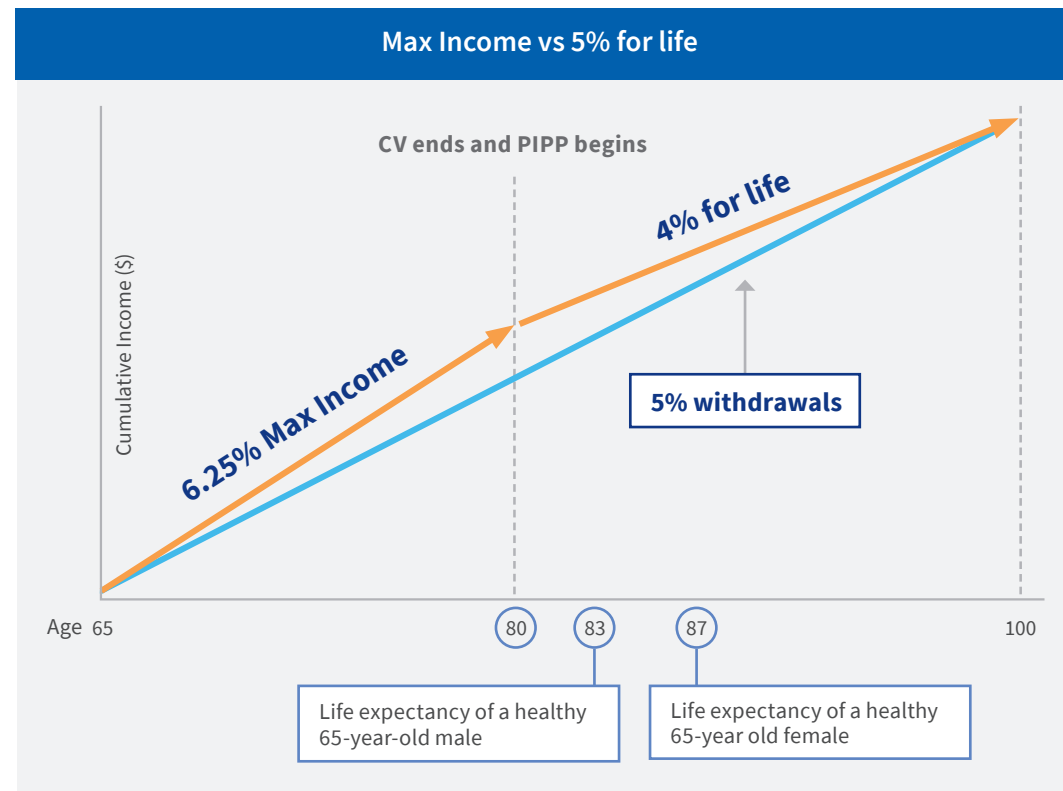 Max Income vs 5% for life
CV ends and PIPP begins
4% for life
Cumulative Income ($)
6.25% Max Income
5% withdrawals
Age 65
80
83
87
100
Life expectancy of a healthy
65-year-old male
Life expectancy of a healthy
65-year old female